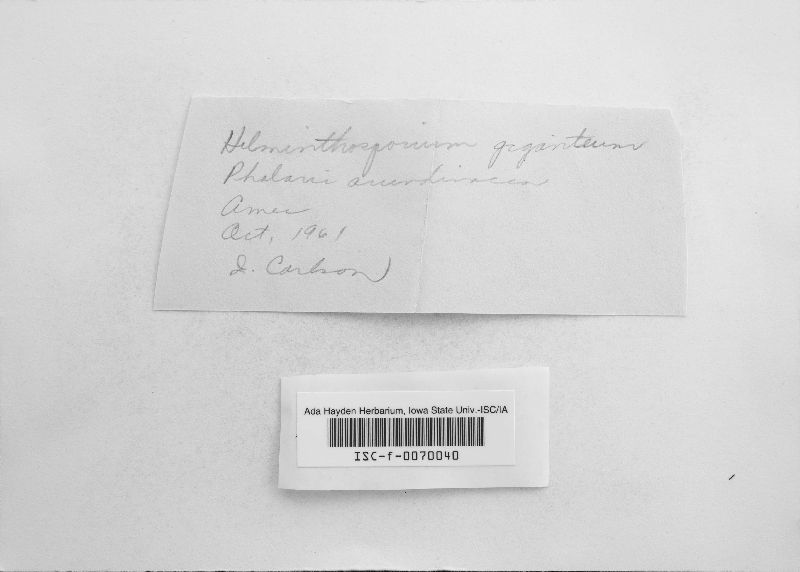 Helminthosporium giganteum
Phalaris arundinacea
Ames
Oct, 1961
I. Carlson
Ada Hayden Herbarium, Iowa State Univ.-ISC/IA
ISC-f-0070040